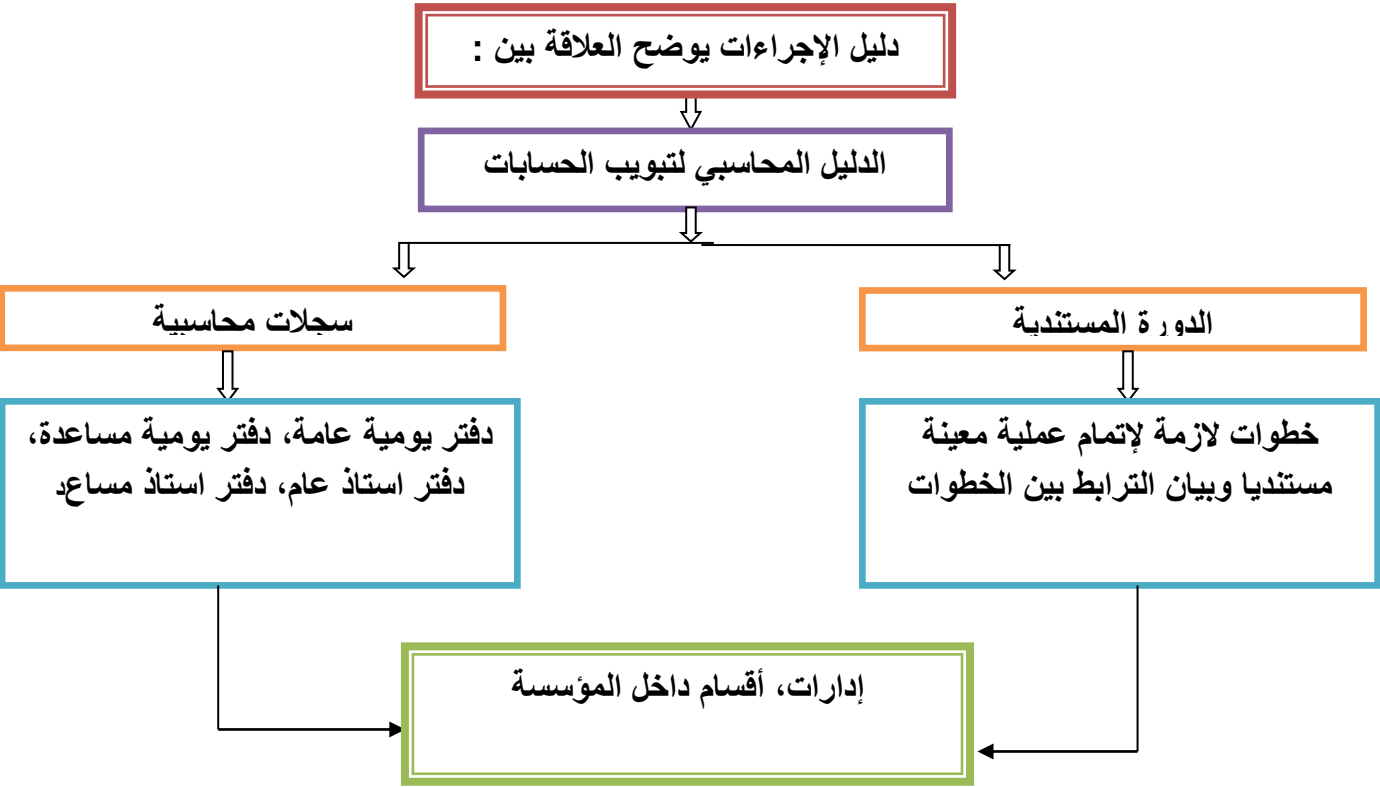 دليل الإجراءات يوضح العلاقة بين :
الدليل المحاسبي لتبويب الحسابات
الدورة المستندية
سجلات محاسبية
خطوات لازمة لإتمام عملية معينة
مستنديا وبيان الترابط بين الخطوات
دفتر يومية عامة، دفتر يومية مساعدة،
دفتر استاذ عام، دفتر استاذ مساعد
إدارات، أقسام داخل المؤسسة